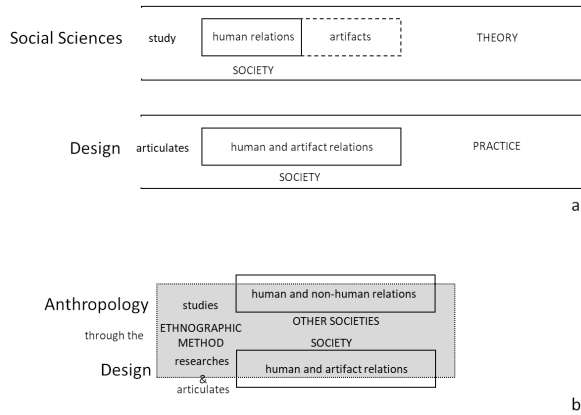 Social Sciences study human relations artifacts THEORY
SOCIETY
Design articulates human and artifact relations PRACTICE
SOCIETY
a
human and non-human relations
Anthropology studies
OTHER SOCIETIES
through the ETHNOGRAPHIC
METHOD SOCIETY
researches
Design human and artifact relations
&
articulates
b